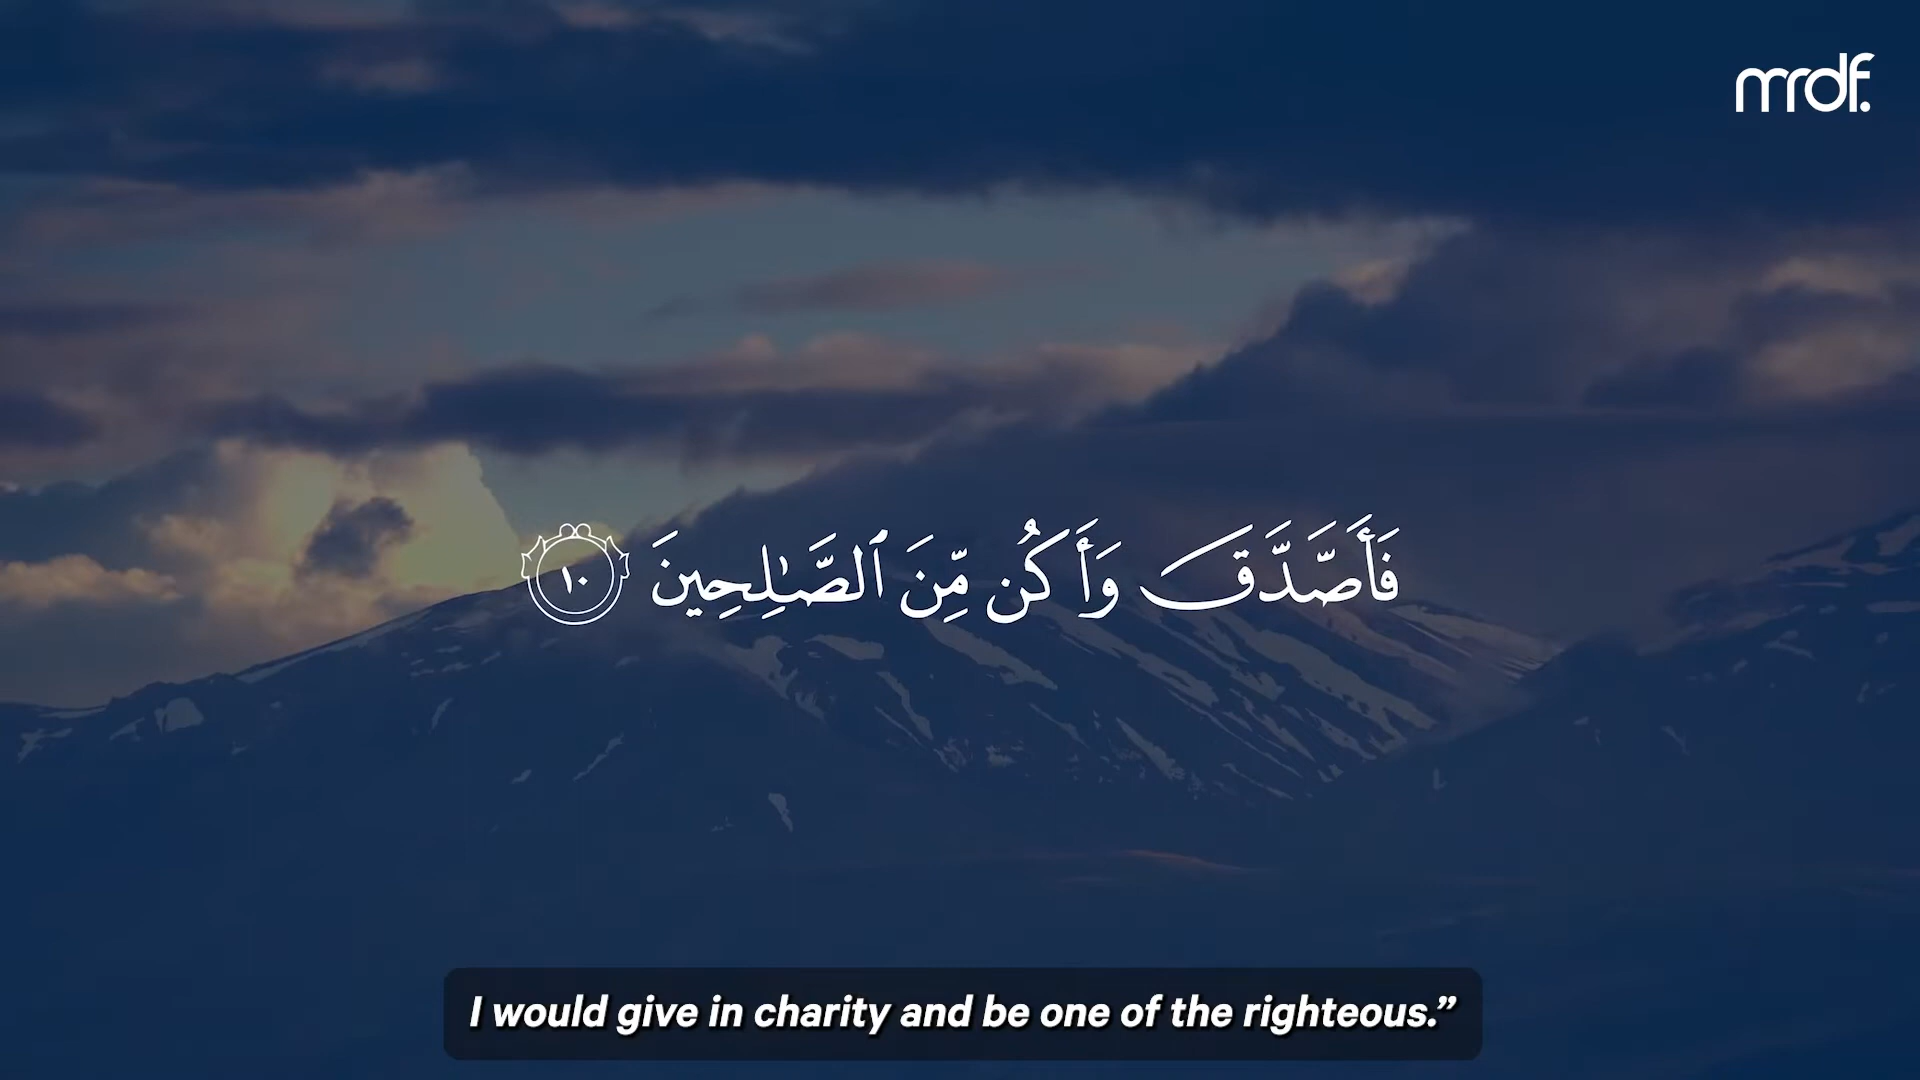 mrdf.
فَأَصَّدَّقَ وَأَكُن مِّنَ ٱلصَّـٰلِحِينَ ١٠
I would give in charity and be one of the righteous.”